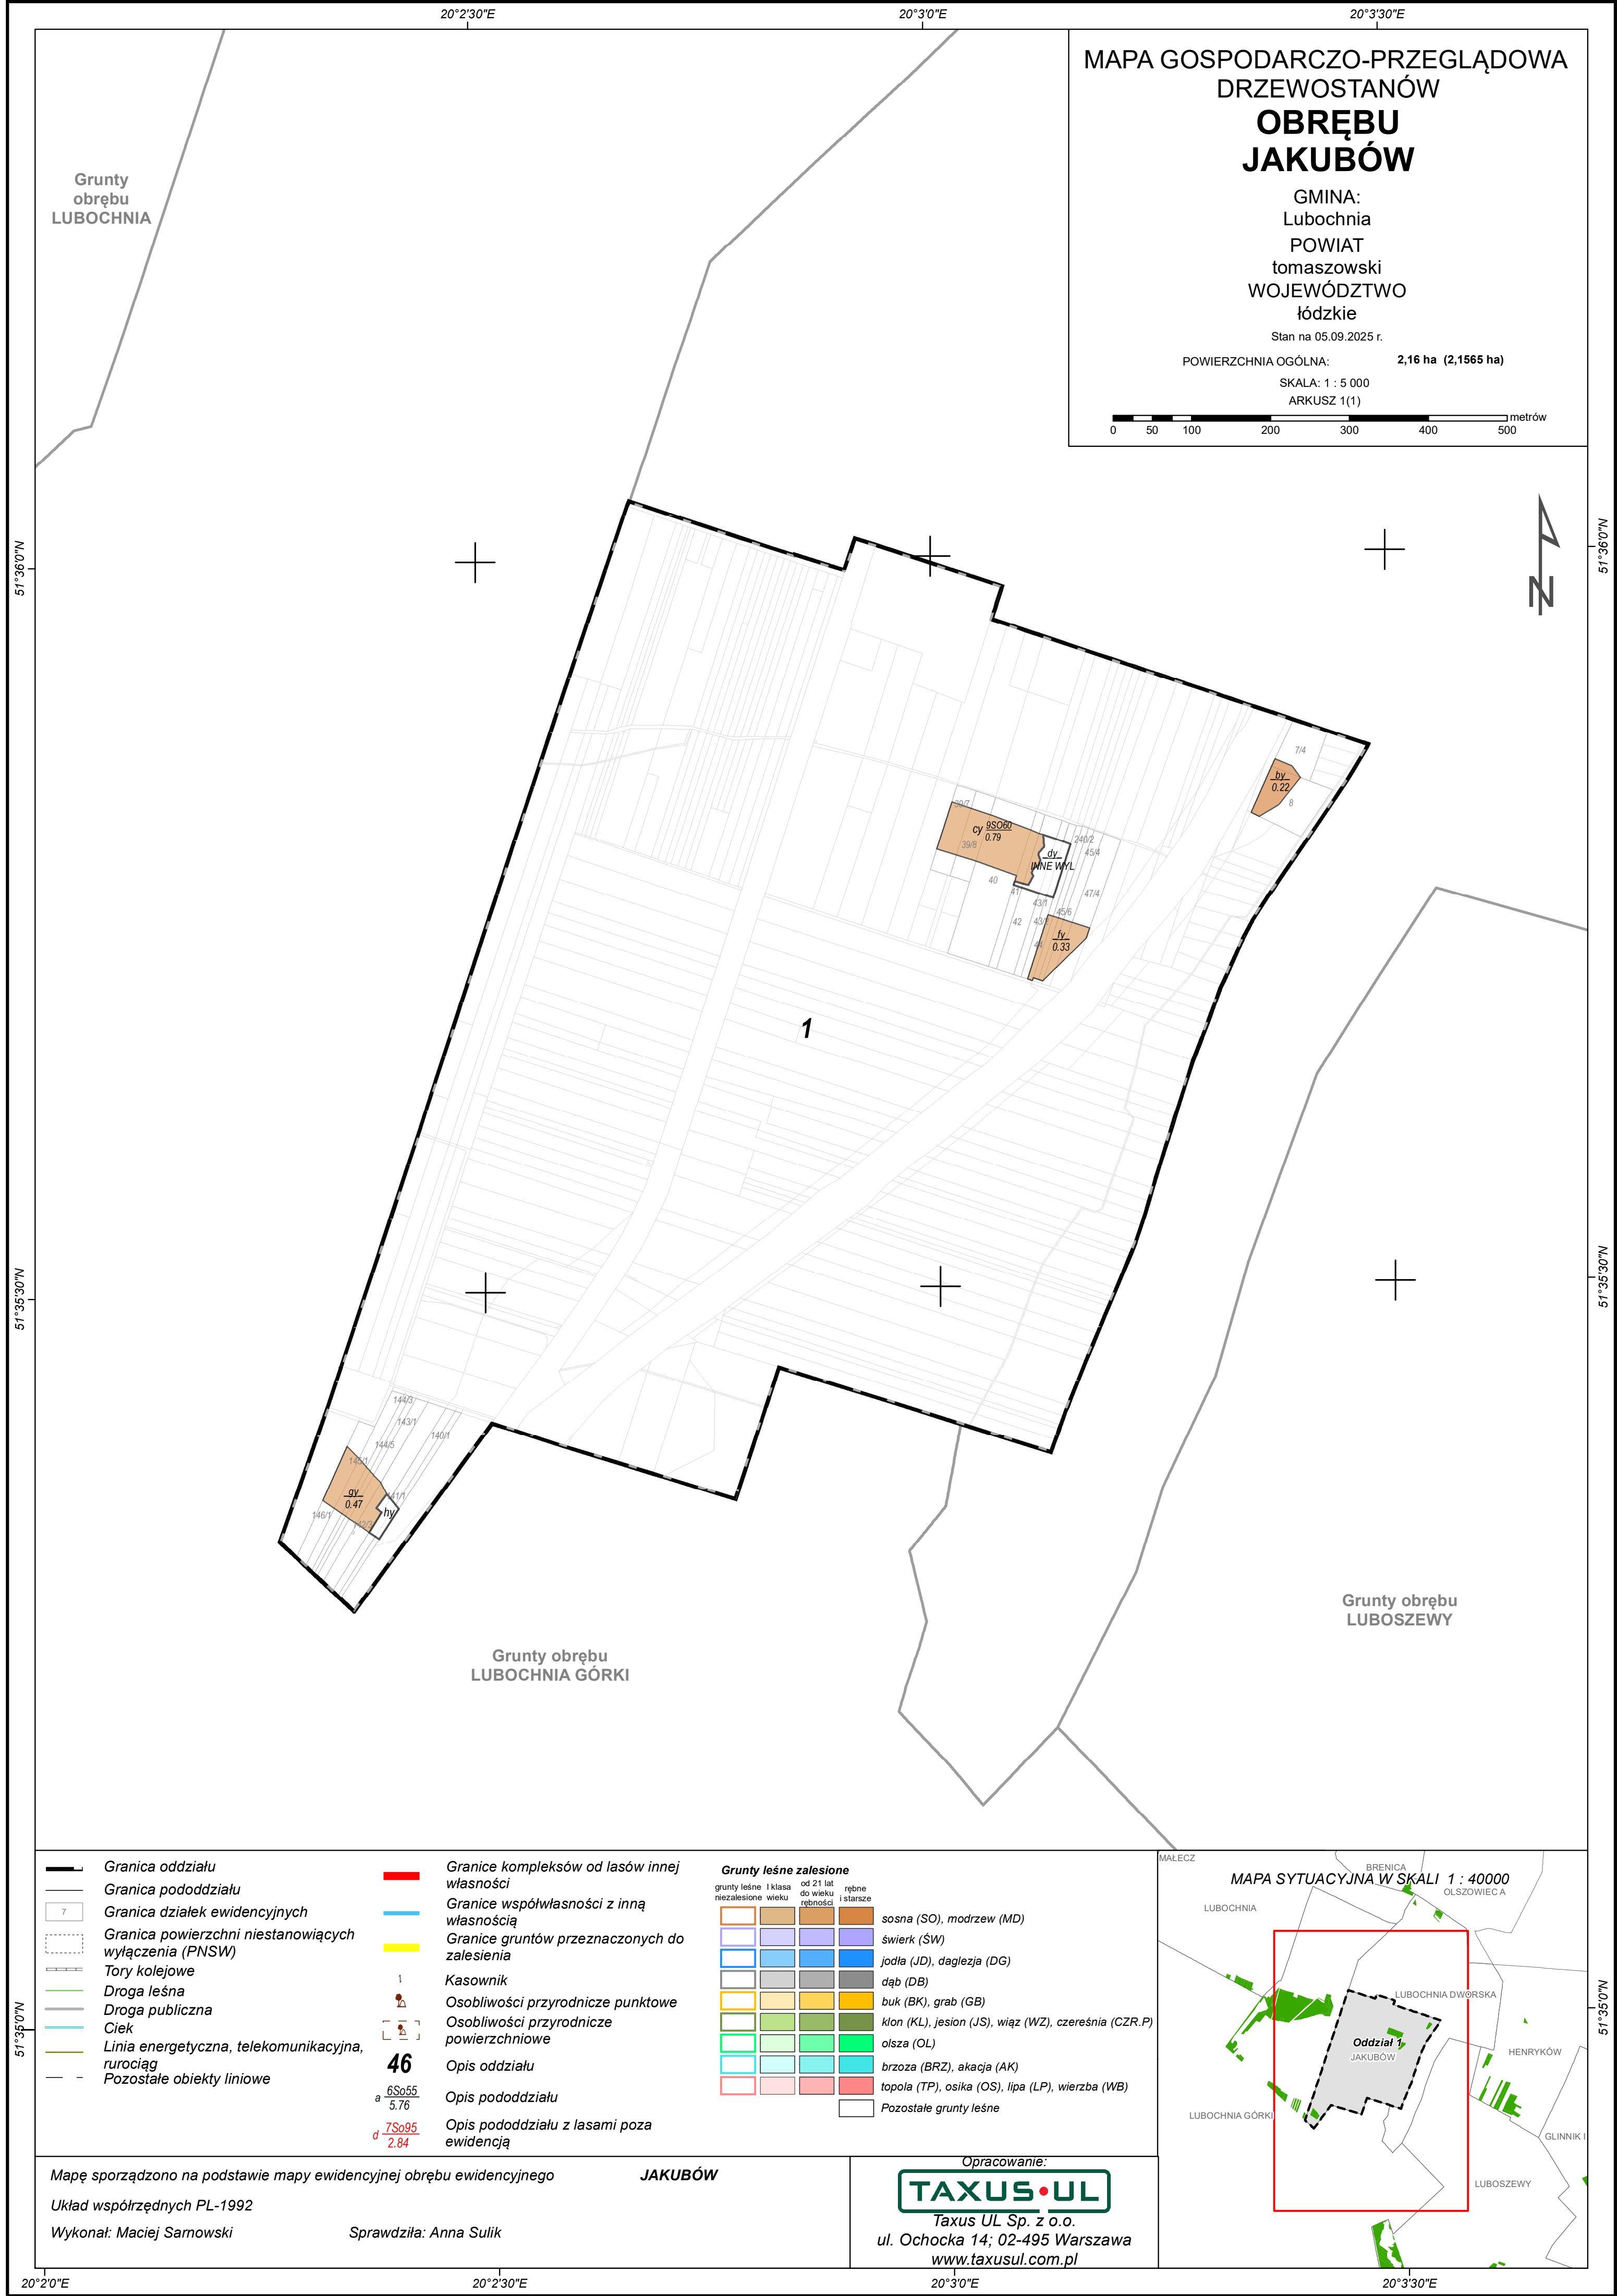 20°2'30"E
20°3'0"E
20°3'30"E
MAPA GOSPODARCZO-PRZEGLĄDOWA
DRZEWOSTANÓW
OBRĘBU
JAKUBÓW
GMINA:
Lubochnia
POWIAT
tomaszowski
WOJEWÓDZTWO
łódzkie
Stan na 05.09.2025 r.
POWIERZCHNIA OGÓLNA: 2,16 ha (2,1565 ha)
SKALA: 1 : 5 000
ARKUSZ 1(1)
metrów
0 50 100 200 300 400 500
Grunty
obrębu
LUBOCHNIA
51°36'0"N
51°36'0"N
N
7/4
by
0.22
8
39/7
cy 9SO60
0.79
39/8
240/2
45/4
dy
INNE WYL
40
41
47/4
43/1
45/6
42
fy
0.33
1
51°35'30"N
51°35'30"N
144/3
143/1
140/1
144/5
145/1
gy
0.47
141/1
hy
146/1
Grunty obrębu
LUBOSZEWY
Grunty obrębu
LUBOCHNIA GÓRKI
Granica oddziału
Granica pododdziału
7 Granica działek ewidencyjnych
Granica powierzchni niestanowiących
wyłączenia (PNSW)
Tory kolejowe
Droga leśna
Droga publiczna
Ciek
Linia energetyczna, telekomunikacyjna,
rurociąg
Pozostałe obiekty liniowe
Granice kompleksów od lasów innej
własności
Granice współwłasności z inną
własnością
Granice gruntów przeznaczonych do
zalesienia
Kasownik
Osobliwości przyrodnicze punktowe
Osobliwości przyrodnicze
powierzchniowe
46 Opis oddziału
a 6So55
5.76
Opis pododdziału
d 7So95
2.84
Opis pododdziału z lasami poza
ewidencją
Grunty leśne zalesione
grunty leśne
niezalesione
I klasa
wieku
od 21 lat
do wieku
rębności
rębne
i starsze
sosna (SO), modrzew (MD)
świerk (ŚW)
jodła (JD), daglezja (DG)
dąb (DB)
buk (BK), grab (GB)
klon (KL), jesion (JS), wiąz (WZ), czereśnia (CZR.P)
olsza (OL)
brzoza (BRZ), akacja (AK)
topola (TP), osika (OS), lipa (LP), wierzba (WB)
Pozostałe grunty leśne
MAPA SYTUACYJNA W SKALI 1 : 40000
MAŁECZ
BRENICA
OLSZOWIEC A
LUBOCHNIA
LUBOCHNIA DWORSKA
Oddział 1
JAKUBÓW
HENRYKÓW
LUBOCHNIA GÓRKI
GLINNIK I
LUBOSZEWY
51°35'0"N
51°35'0"N
Mapę sporządzono na podstawie mapy ewidencyjnej obrębu ewidencyjnego JAKUBÓW
Układ współrzędnych PL-1992
Wykonał: Maciej Sarnowski Sprawdziła: Anna Sulik
Opracowanie:
TAXUS UL
Taxus UL Sp. z o.o.
ul. Ochocka 14; 02-495 Warszawa
www.taxusul.com.pl
20°2'0"E
20°2'30"E
20°3'0"E
20°3'30"E